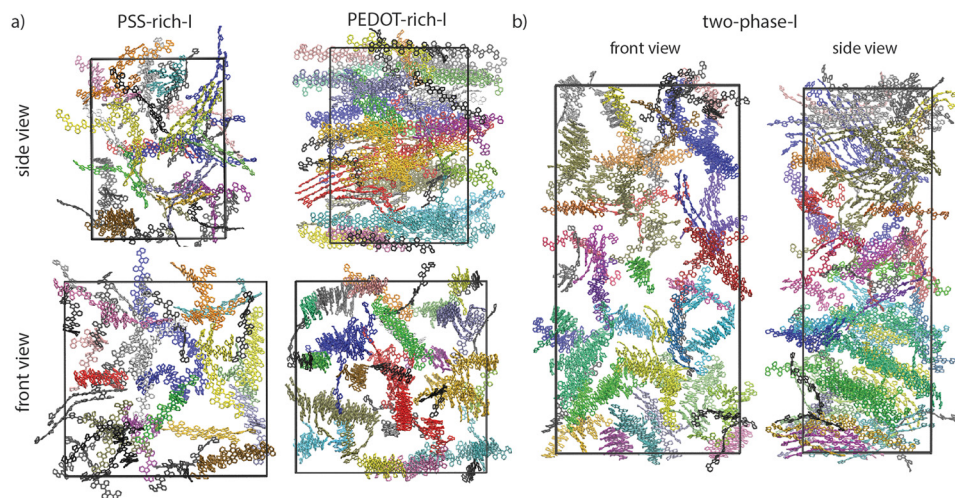 a)
PSS-rich-I
PEDOT-rich-I
side view
front view
b)
two-phase-I
front view
side view